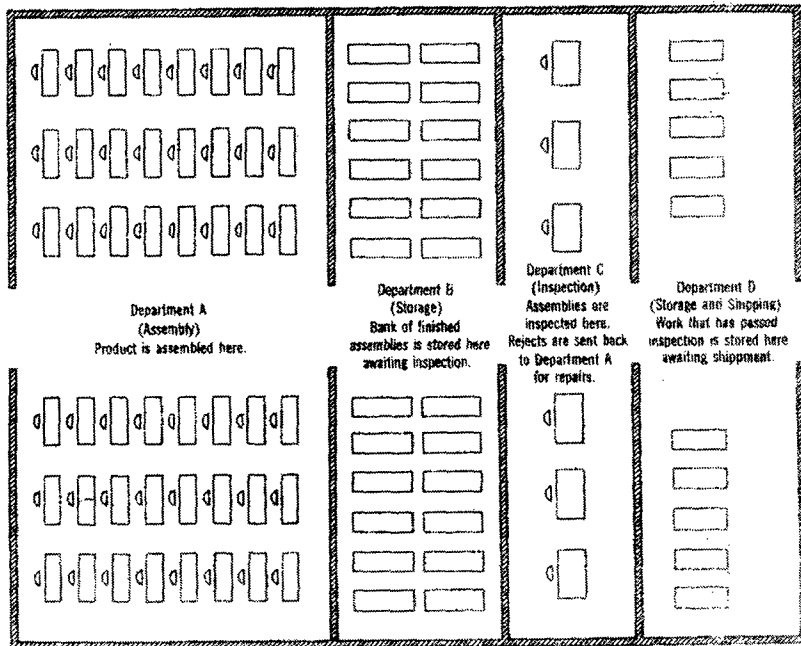 Department A
(Assembly)
Product is assembled here.
Department B
(Storage)
Bank of finished
assemblies is stored here
awaiting inspection.
Department C
(Inspection)
Assemblies are
inspected here.
Rejects are sent back
to Department A
for repairs.
Department D
(Storage and Shipping)
Work that has passed
inspection is stored here
awaiting shippment.